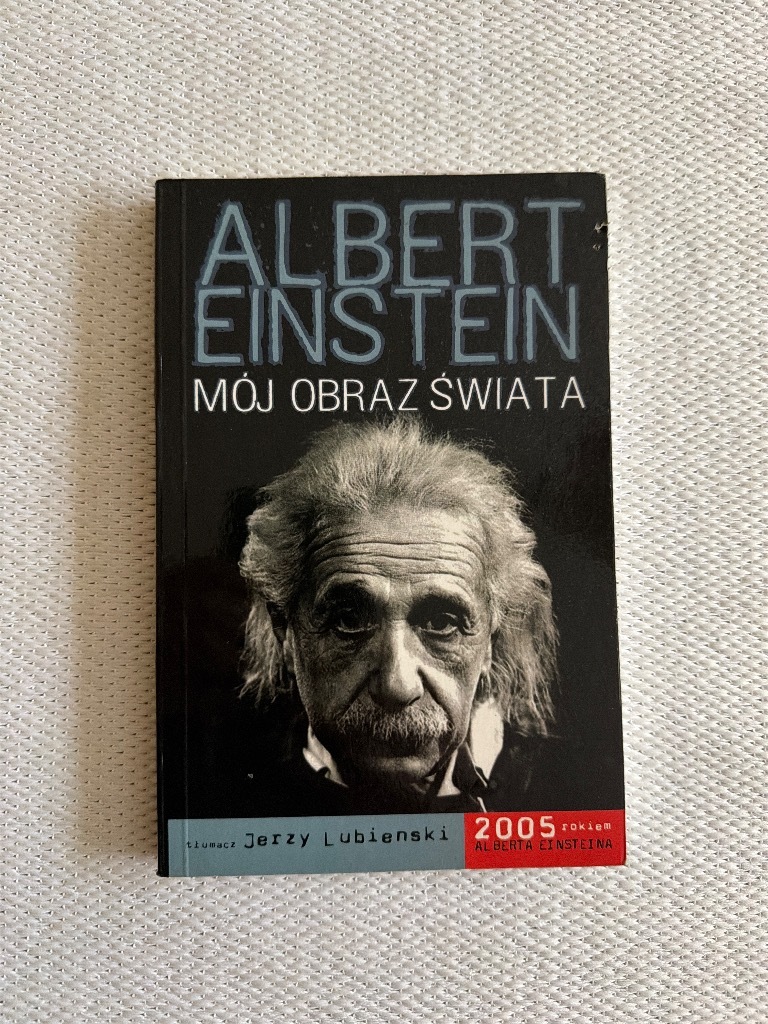 ALBERT
EINSTEIN
MÓJ OBRAZ ŚWIATA
tłumacz Jerzy Lubienski
2005 rokiem
ALBERTA EINSTEINA